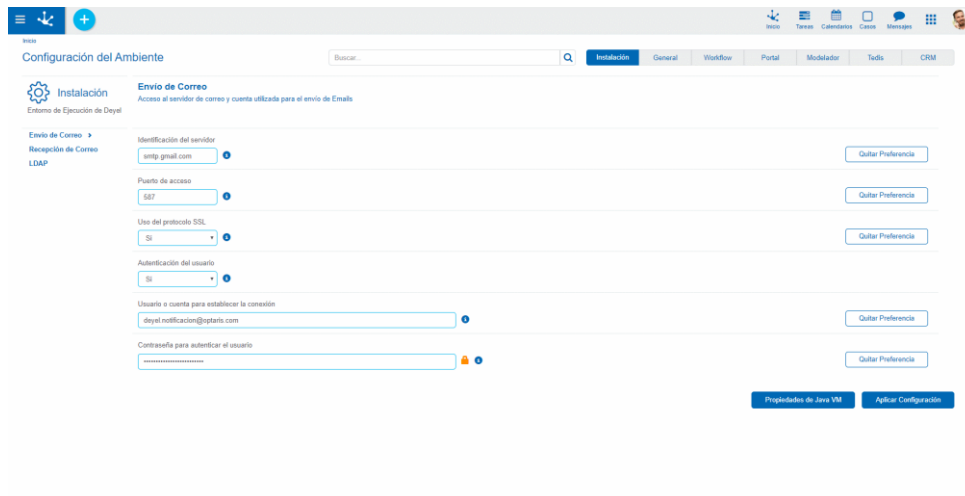 Inicio
Tareas
Calendarios
Casos
Mensajes
Inicio
Configuración del Ambiente
Buscar...
Instalación
General
Workflow
Portal
Modelador
Tedis
CRM
Instalación
Entorno de Ejecución de Deyel
Envío de Correo
Acceso al servidor de correo y cuenta utilizada para el envío de Emails
Envío de Correo
Recepción de Correo
LDAP
Identificación del servidor
smtp.gmail.com
Quitar Preferencia
Puerto de acceso
587
Quitar Preferencia
Uso del protocolo SSL
Si
Quitar Preferencia
Autenticación del usuario
Si
Usuario o cuenta para establecer la conexión
deyel.notificacion@optaris.com
Quitar Preferencia
Contraseña para autenticar el usuario
Quitar Preferencia
Propiedades de Java VM
Aplicar Configuración